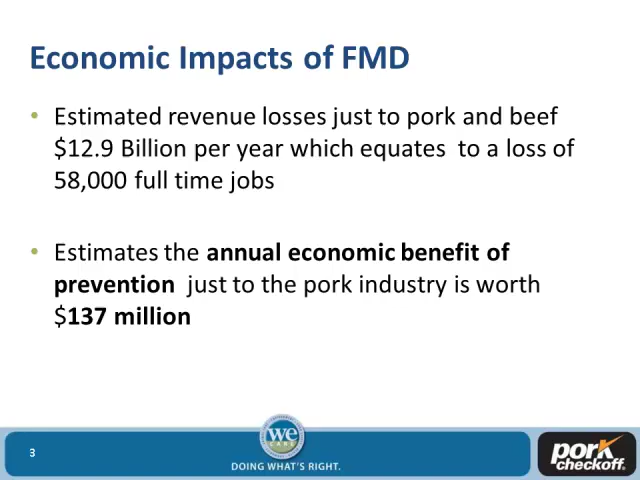 Economic Impacts of FMD
• Estimated revenue losses just to pork and beef
$12.9 Billion per year which equates  to a loss of
58,000 full time jobs
• Estimates the annual economic benefit of
prevention  just to the pork industry is worth
$137 million
3
we
CARE
DOING WHAT'S RIGHT.
pork
checkoff.